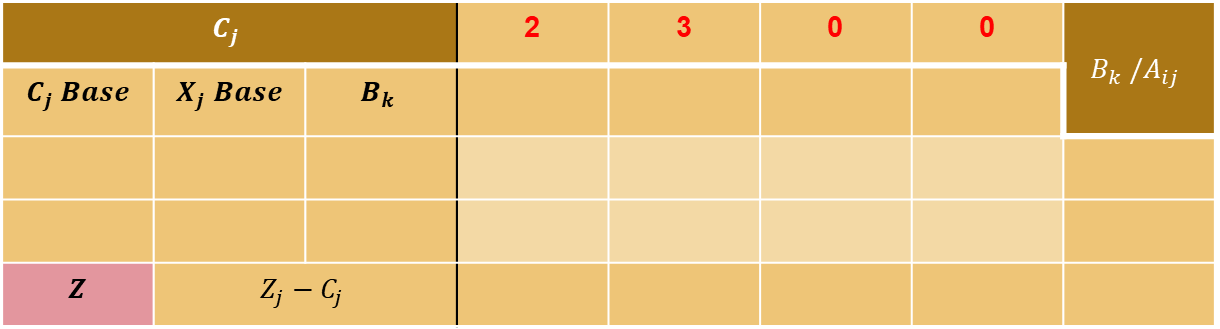 Cⱼ 2 3 0 0 Bₖ /Aᵢⱼ
Cⱼ Base Xⱼ Base Bₖ
Z Zⱼ − Cⱼ